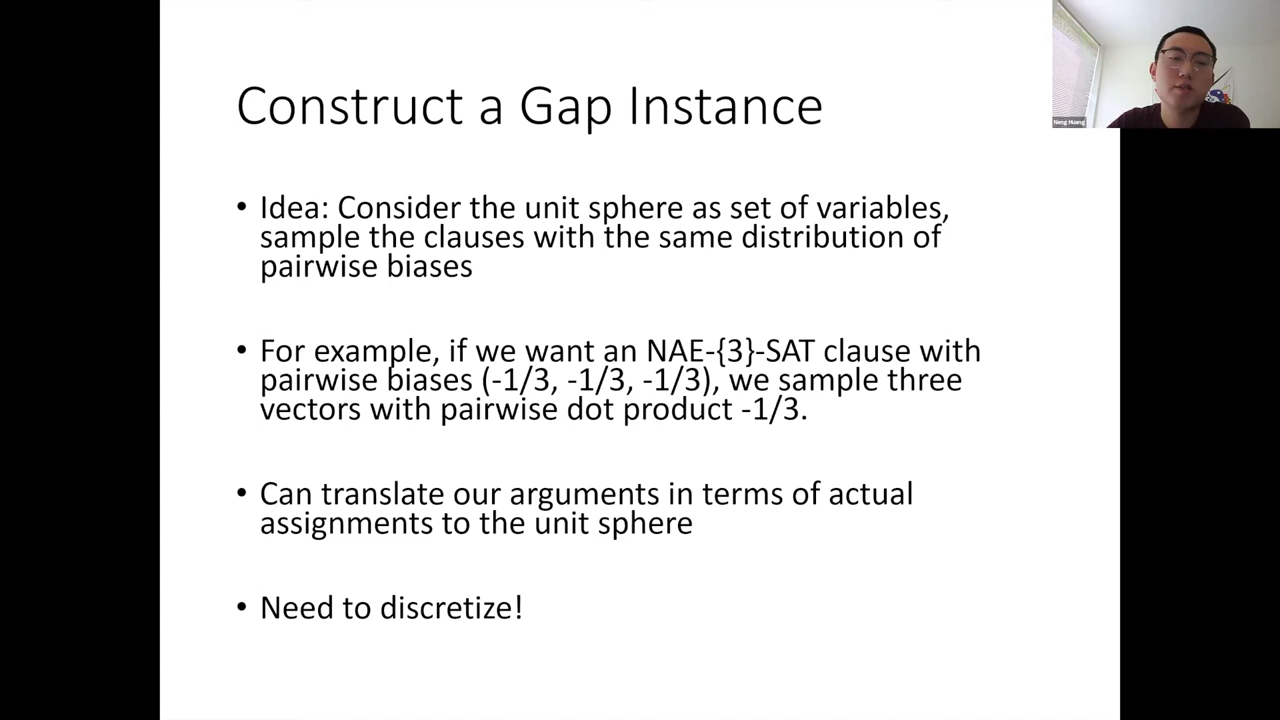 Construct a Gap Instance
Neng Huang
• Idea: Consider the unit sphere as set of variables,
sample the clauses with the same distribution of
pairwise biases
• For example, if we want an NAE-{3}-SAT clause with
pairwise biases (-1/3, -1/3, -1/3), we sample three
vectors with pairwise dot product -1/3.
• Can translate our arguments in terms of actual
assignments to the unit sphere
• Need to discretize!